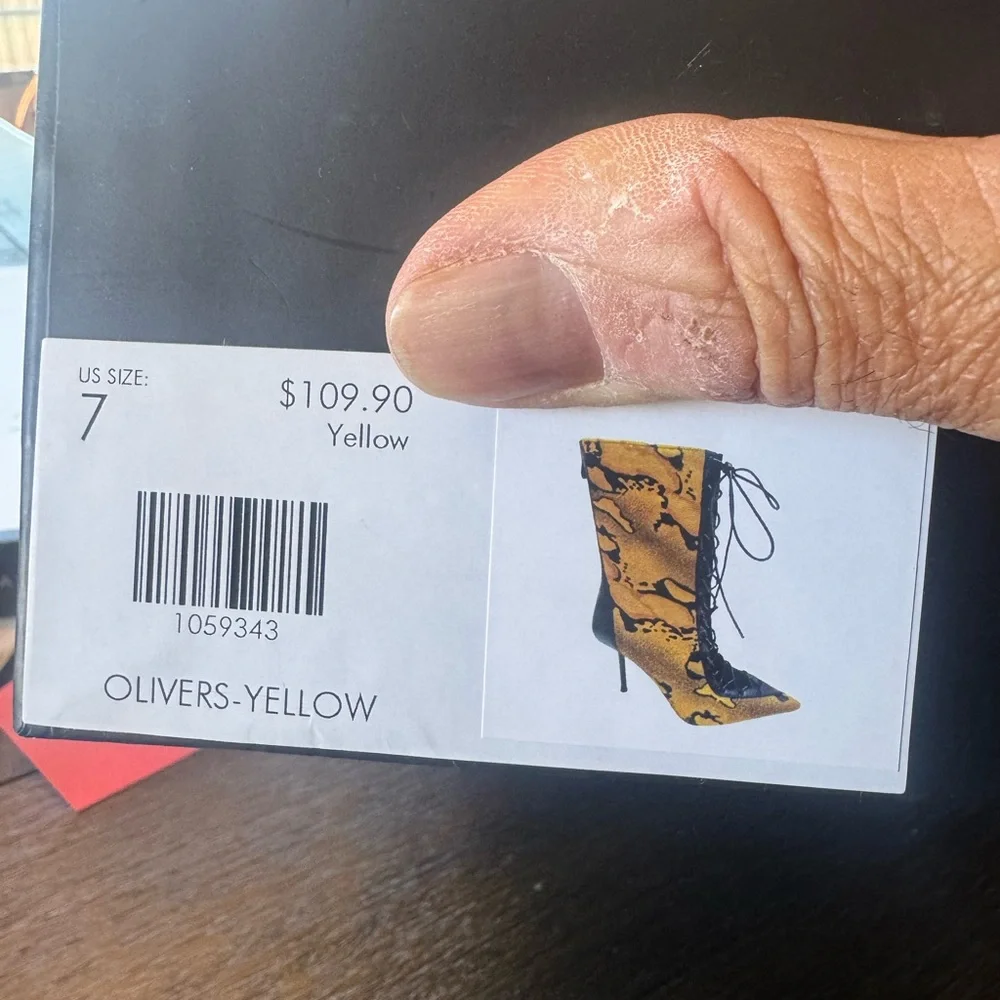 US SIZE:
7
$109.90
Yellow
1059343
OLIVERS-YELLOW